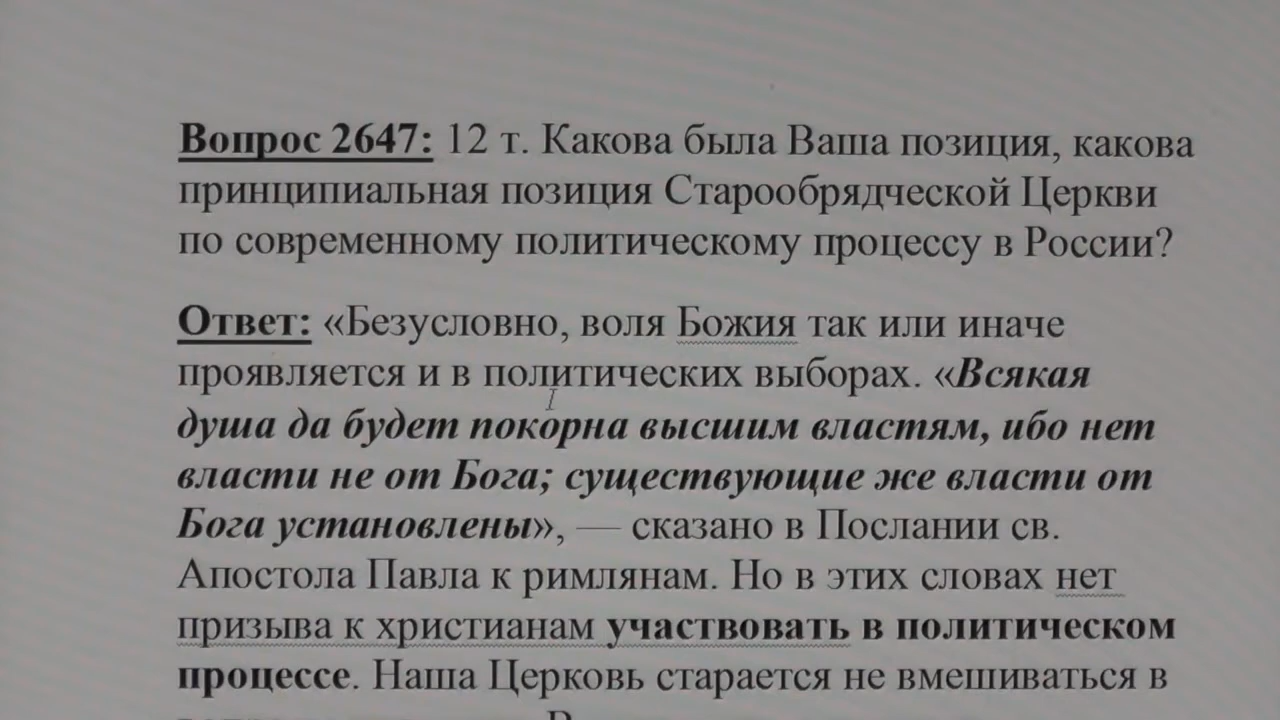 Вопрос 2647: 12 т. Какова была Ваша позиция, какова
принципиальная позиция Старообрядческой Церкви
по современному политическому процессу в России?
Ответ: «Безусловно, воля Божия так или иначе
проявляется и в политических выборах. «Всякая
душа да будет покорна высшим властям, ибо нет
власти не от Бога; существующие же власти от
Бога установлены», — сказано в Послании св.
Апостола Павла к римлянам. Но в этих словах нет
призыва к христианам участвовать в политическом
процессе. Наша Церковь старается не вмешиваться в